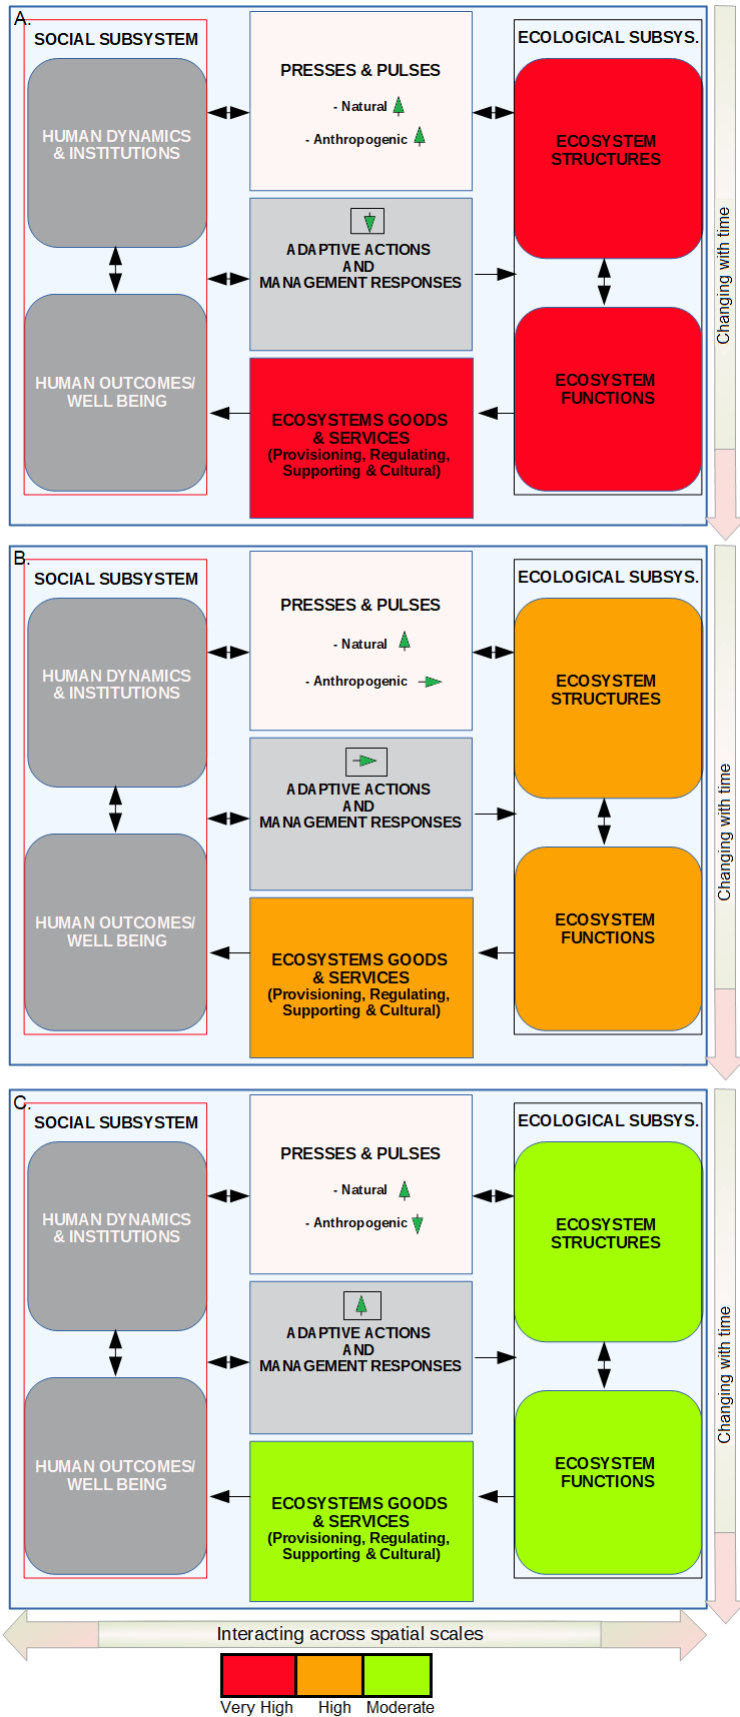 A.
SOCIAL SUBSYSTEM
HUMAN DYNAMICS
& INSTITUTIONS
HUMAN OUTCOMES/
WELL BEING
PRESSES & PULSES
- Natural
- Anthropogenic
ADAPTIVE ACTIONS
AND
MANAGEMENT RESPONSES
ECOSYSTEMS GOODS
& SERVICES
(Provisioning, Regulating,
Supporting & Cultural)
ECOLOGICAL SUBSYS.
ECOSYSTEM
STRUCTURES
ECOSYSTEM
FUNCTIONS
Changing with time
B.
SOCIAL SUBSYSTEM
HUMAN DYNAMICS
& INSTITUTIONS
HUMAN OUTCOMES/
WELL BEING
PRESSES & PULSES
- Natural
- Anthropogenic
ADAPTIVE ACTIONS
AND
MANAGEMENT RESPONSES
ECOSYSTEMS GOODS
& SERVICES
(Provisioning, Regulating,
Supporting & Cultural)
ECOLOGICAL SUBSYS.
ECOSYSTEM
STRUCTURES
ECOSYSTEM
FUNCTIONS
Changing with time
C.
SOCIAL SUBSYSTEM
HUMAN DYNAMICS
& INSTITUTIONS
HUMAN OUTCOMES/
WELL BEING
PRESSES & PULSES
- Natural
- Anthropogenic
ADAPTIVE ACTIONS
AND
MANAGEMENT RESPONSES
ECOSYSTEMS GOODS
& SERVICES
(Provisioning, Regulating,
Supporting & Cultural)
ECOLOGICAL SUBSYS.
ECOSYSTEM
STRUCTURES
ECOSYSTEM
FUNCTIONS
Changing with time
Interacting across spatial scales
Very High High Moderate